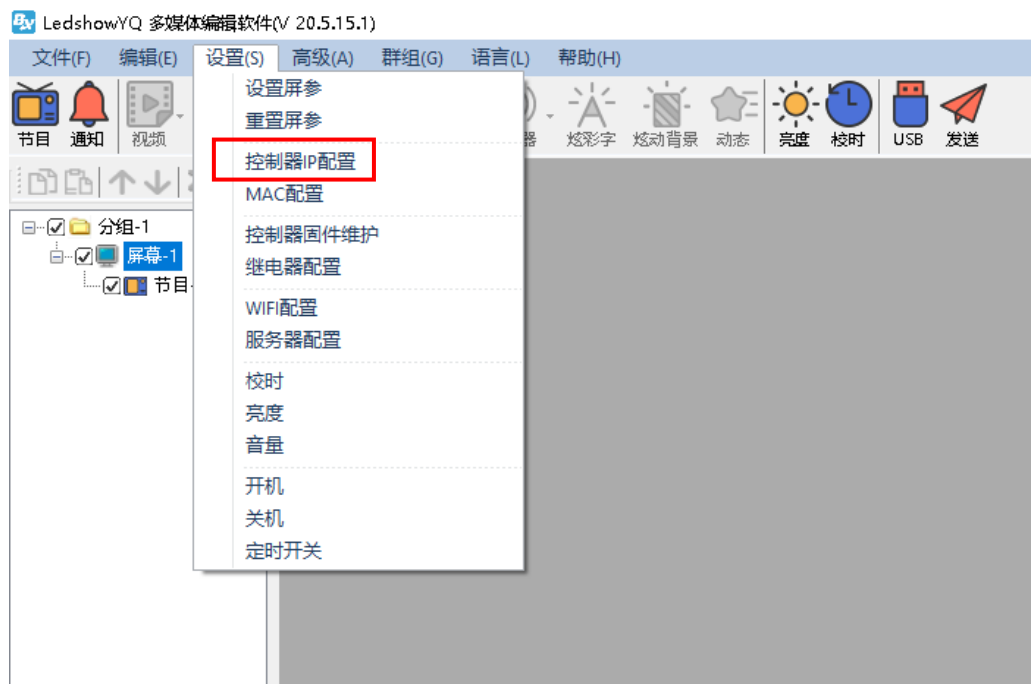 LedshowYQ 多媒体编辑软件(V 20.5.15.1)
文件(F) 编辑(E) 设置(S) 高级(A) 群组(G) 语言(L) 帮助(H)
节目 通知 视频 器 炫彩字 炫动背景 动态 亮度 校时 USB 发送
设置屏参
重置屏参
控制器IP配置
MAC配置
控制器固件维护
继电器配置
WIFI配置
服务器配置
校时
亮度
音量
开机
关机
定时开关
分组-1
屏幕-1
节目-